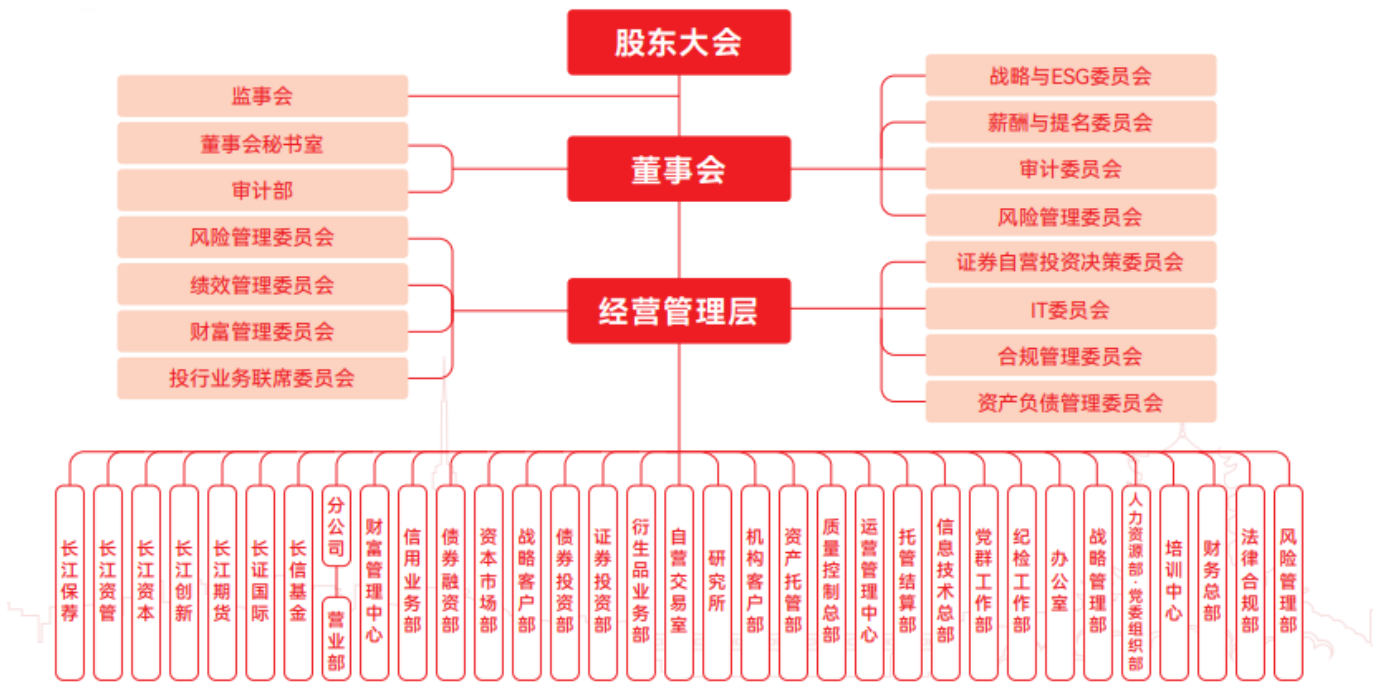 股东大会
监事会
董事会秘书室
审计部
董事会
战略与ESG委员会
薪酬与提名委员会
审计委员会
风险管理委员会
风险管理委员会
绩效管理委员会
财富管理委员会
投行业务联席委员会
经营管理层
证券自营投资决策委员会
IT委员会
合规管理委员会
资产负债管理委员会
长江保荐
长江资管
长江资本
长江创新
长江期货
长证国际
长信基金
分公司
营业部
财富管理中心
信用业务部
债券融资部
资本市场部
战略客户部
债券投资部
证券投资部
衍生品业务部
自营交易室
研究所
机构客户部
资产托管部
质量控制总部
运营管理中心
托管结算部
信息技术总部
党群工作部
纪检工作部
办公室
战略管理部
人力资源部·党委组织部
培训中心
财务总部
法律合规部
风险管理部